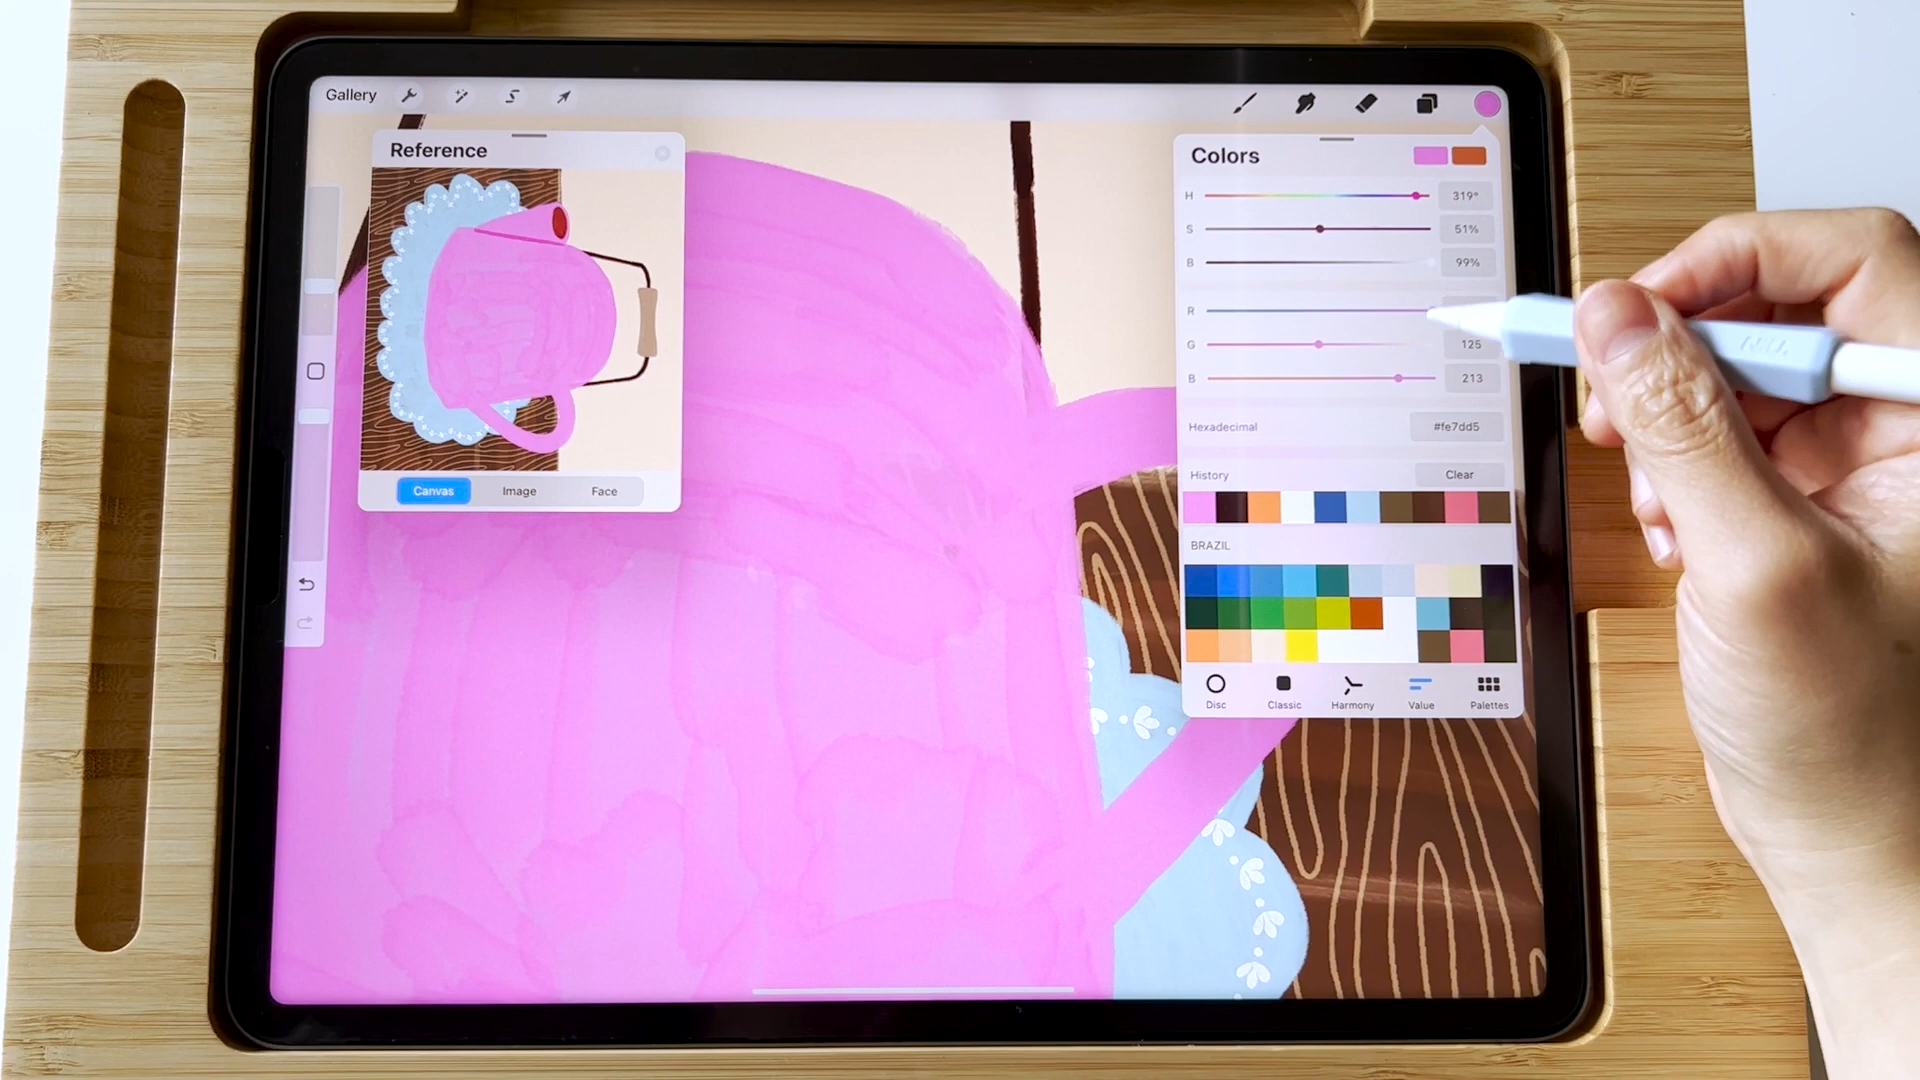 Gallery
Reference
Canvas Image Face
Colors
H 319°
S 51%
B 99%
R
G 125
B 213
Hexadecimal #fe7dd5
History Clear
BRAZIL
Disc Classic Harmony Value Palettes